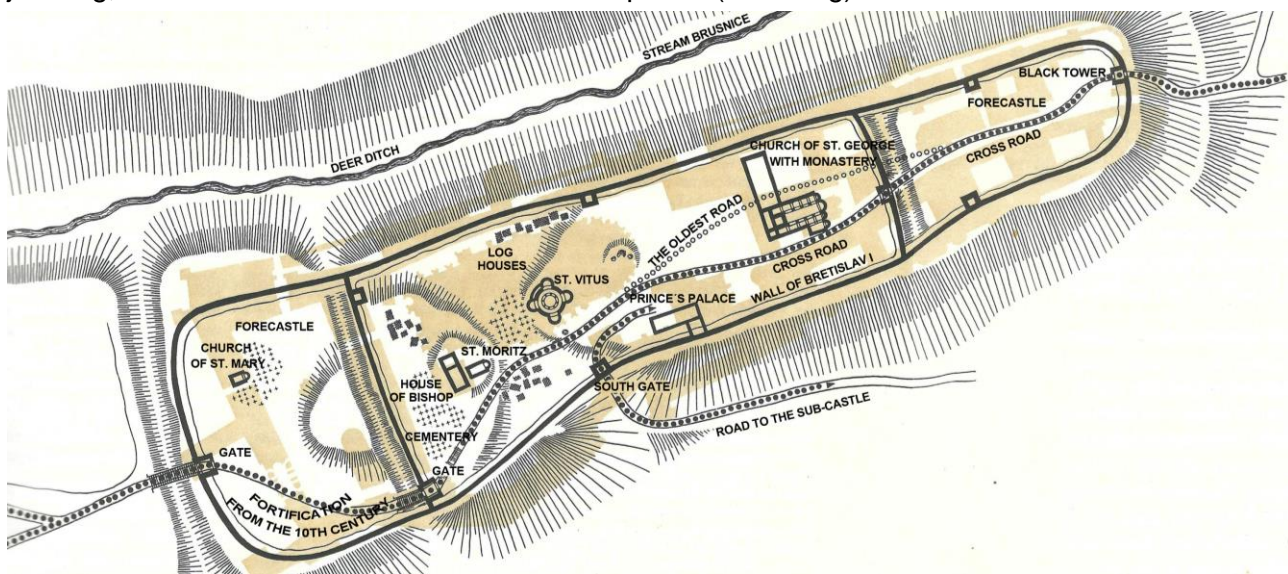 STREAM BRUSNICE
DEER DITCH
BLACK TOWER
FORECASTLE
CROSS ROAD
CHURCH OF ST. GEORGE
WITH MONASTERY
THE OLDEST ROAD
CROSS ROAD
WALL OF BRETISLAV I
LOG
HOUSES
ST. VITUS
PRINCE´S PALACE
FORECASTLE
CHURCH
OF ST. MARY
ST. MORITZ
HOUSE
OF BISHOP
SOUTH GATE
ROAD TO THE SUB-CASTLE
CEMENTERY
GATE
GATE
FORTIFICATION
FROM THE 10TH CENTURY